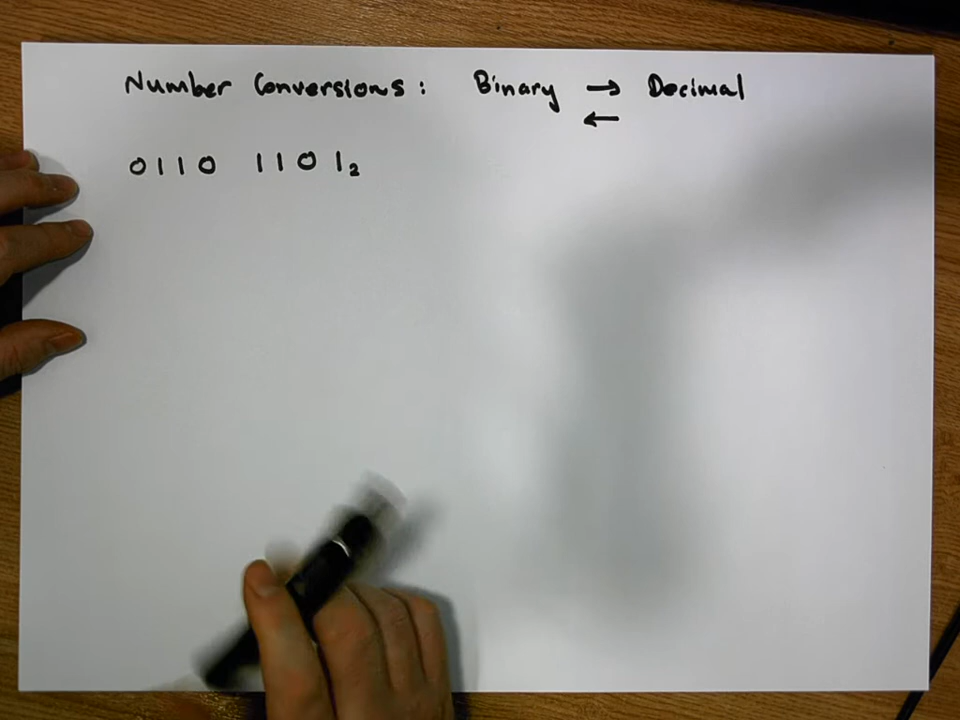 Number Conversions: Binary → Decimal
←
0110 1101₂